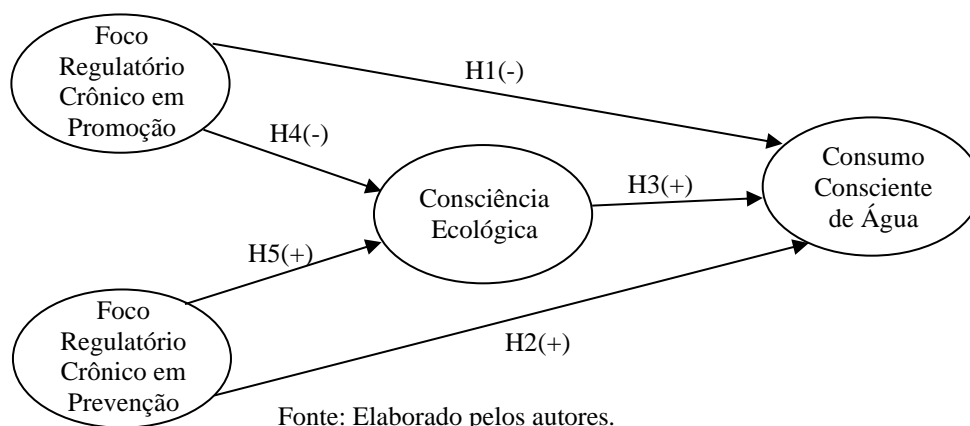 Foco
Regulatório
Crônico em
Promoção
H1(-)
H4(-)
Consciência
Ecológica
H3(+)
Consumo
Consciente
de Água
H5(+)
Foco
Regulatório
Crônico em
Prevenção
H2(+)
Fonte: Elaborado pelos autores.